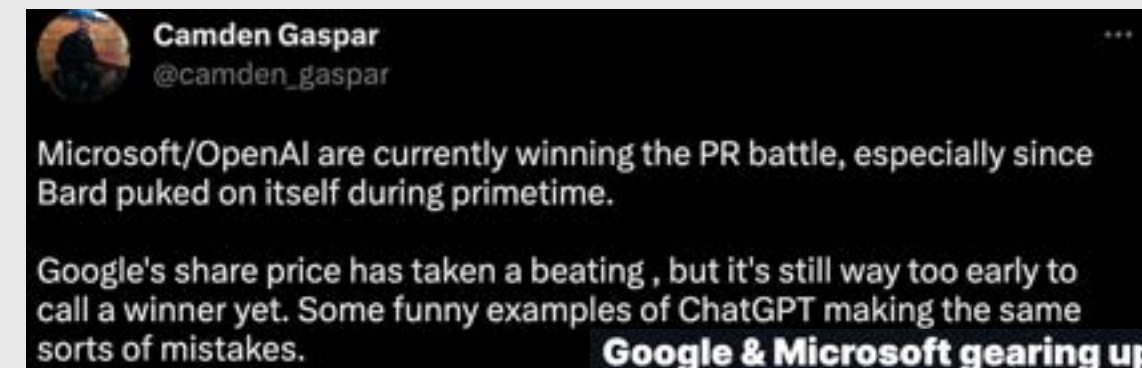 Camden Gaspar
@camden_gaspar
Microsoft/OpenAI are currently winning the PR battle, especially since
Bard puked on itself during primetime.
Google's share price has taken a beating , but it's still way too early to
call a winner yet. Some funny examples of ChatGPT making the same
sorts of mistakes.
Google & Microsoft gearing up